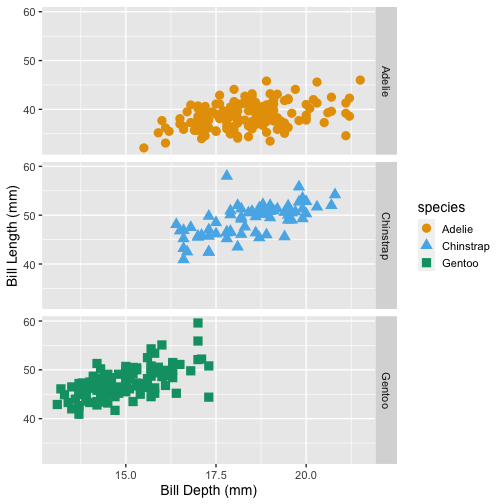 60
50
40
Adelie
60
50
40
Chinstrap
60
50
40
Gentoo
15.0 17.5 20.0
Bill Depth (mm)
Bill Length (mm)
species
Adelie
Chinstrap
Gentoo